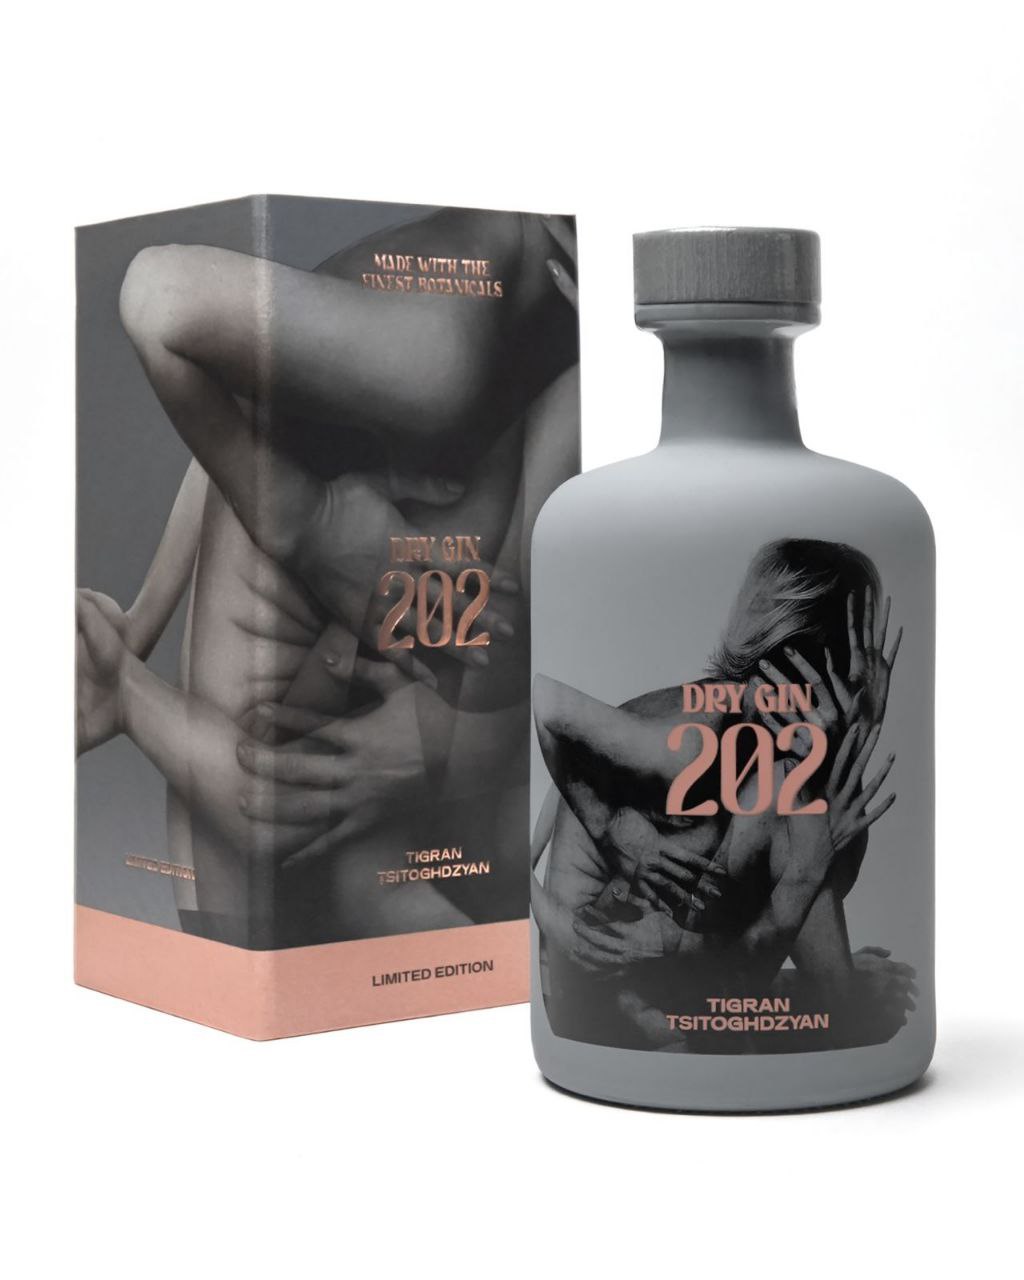 MADE WITH THE
FINEST BOTANICALS
DRY GIN
202
TIGRAN
TSITOGHDZYAN
LIMITED EDITION
LIMITED EDITION
DRY GIN
202
TIGRAN
TSITOGHDZYAN